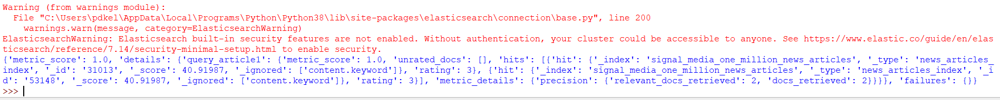 Warning (from warnings module):
  File "C:\Users\pdkel\AppData\Local\Programs\Python\Python38\lib\site-packages\elasticsearch\connection\base.py", line 200
    warnings.warn(message, category=ElasticsearchWarning)
ElasticsearchWarning: Elasticsearch built-in security features are not enabled. Without authentication, your cluster could be accessible to anyone. See https://www.elastic.co/guide/en/elas
ticsearch/reference/7.14/security-minimal-setup.html to enable security.
{'metric_score': 1.0, 'details': {'query_article1': {'metric_score': 1.0, 'unrated_docs': [], 'hits': [{'hit': {'_index': 'signal_media_one_million_news_articles', '_type': 'news_articles_
index', '_id': '31013', '_score': 40.91987, '_ignored': ['content.keyword']}, 'rating': 3}, {'hit': {'_index': 'signal_media_one_million_news_articles', '_type': 'news_articles_index', '_i
d': '53148', '_score': 40.91987, '_ignored': ['content.keyword']}, 'rating': 3}], 'metric_details': {'precision': {'relevant_docs_retrieved': 2, 'docs_retrieved': 2}}}}, 'failures': {}}
>>>